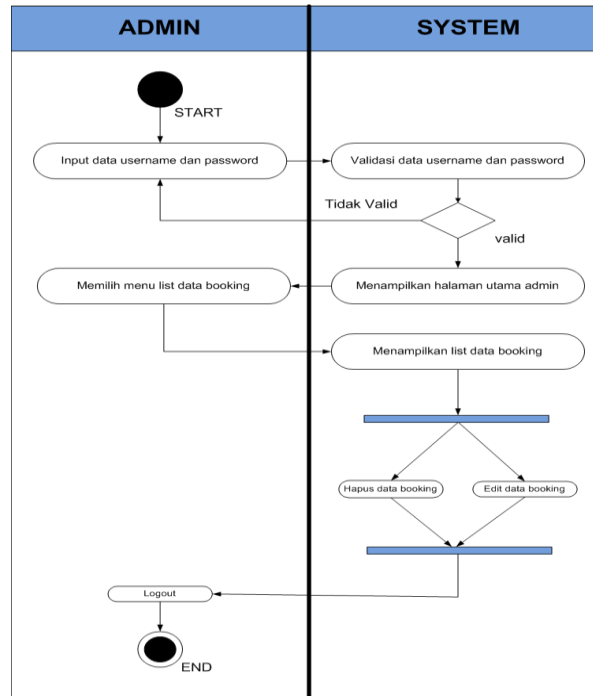 ADMIN
SYSTEM
START
Input data username dan password
Validasi data username dan password
Tidak Valid
valid
Memilih menu list data booking
Menampilkan halaman utama admin
Menampilkan list data booking
Hapus data booking
Edit data booking
Logout
END